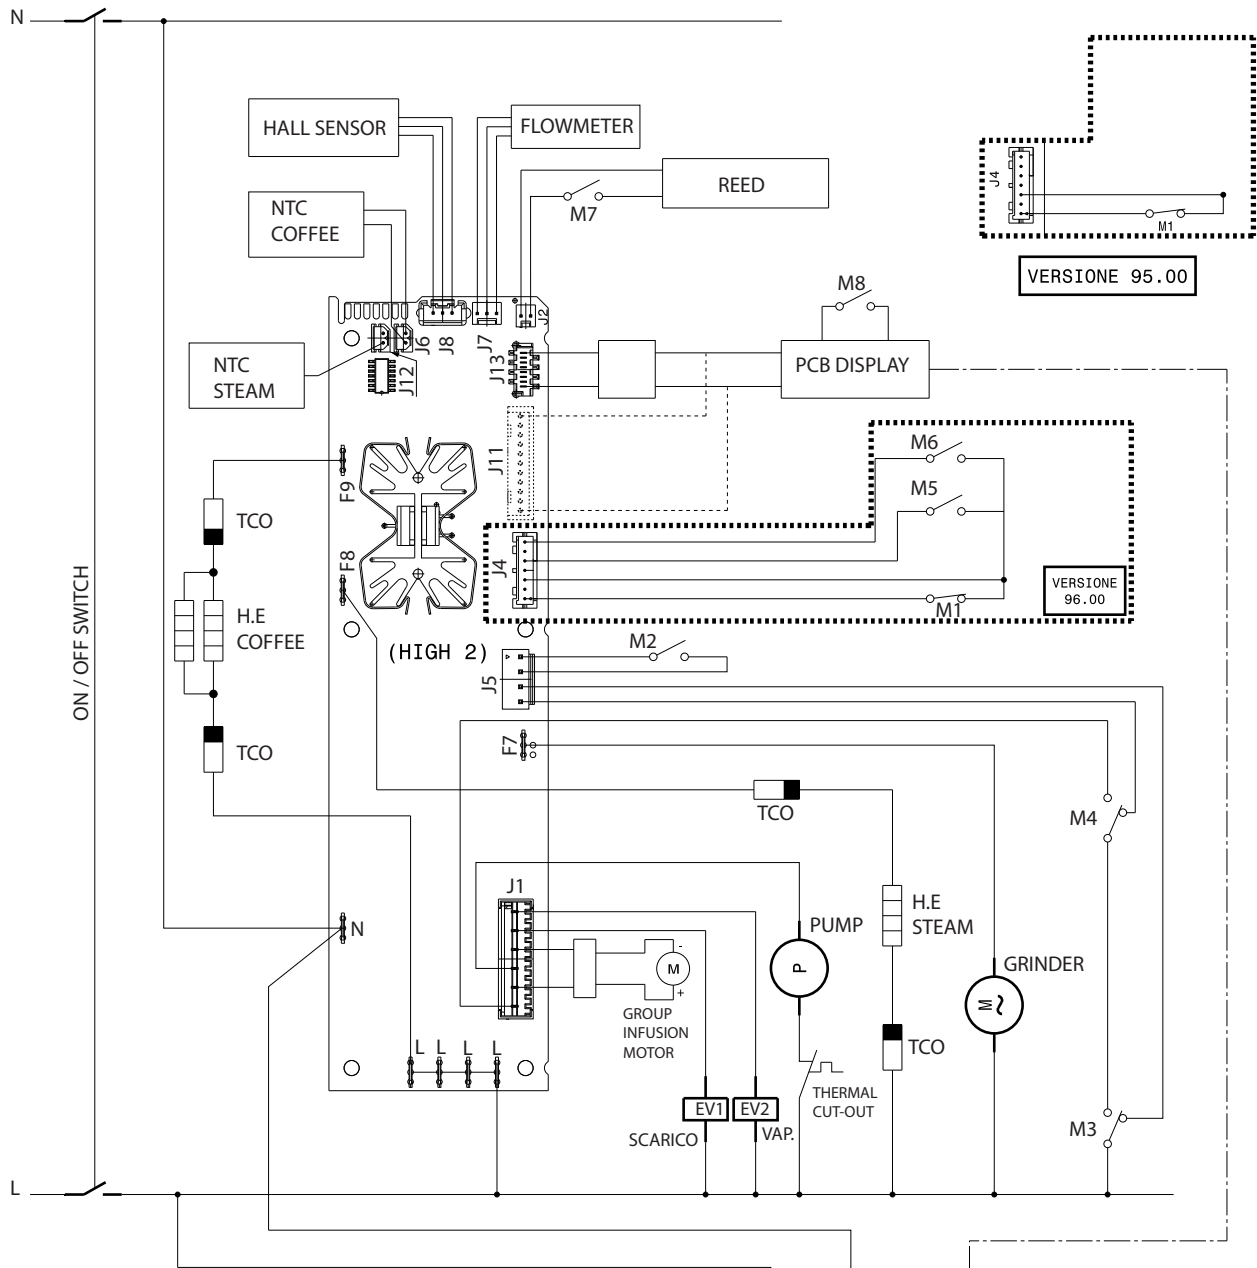 N
HALL SENSOR
FLOWMETER
REED
M7
NTC
COFFEE
J4
M1
VERSIONE 95.00
M8
J2
J6
J8
J7
NTC
STEAM
J12
J13
PCB DISPLAY
M6
M5
J11
F9
TCO
F8
J4
VERSIONE
96.00
M1
H.E
COFFEE
(HIGH 2)
M2
J5
ON / OFF SWITCH
TCO
F7
TCO
M4
J1
H.E
STEAM
PUMP
N
P
GRINDER
M
-
+
M ~
GROUP
INFUSION
MOTOR
TCO
L L L L
THERMAL
CUT-OUT
EV1
EV2
SCARICO
VAP.
M3
L